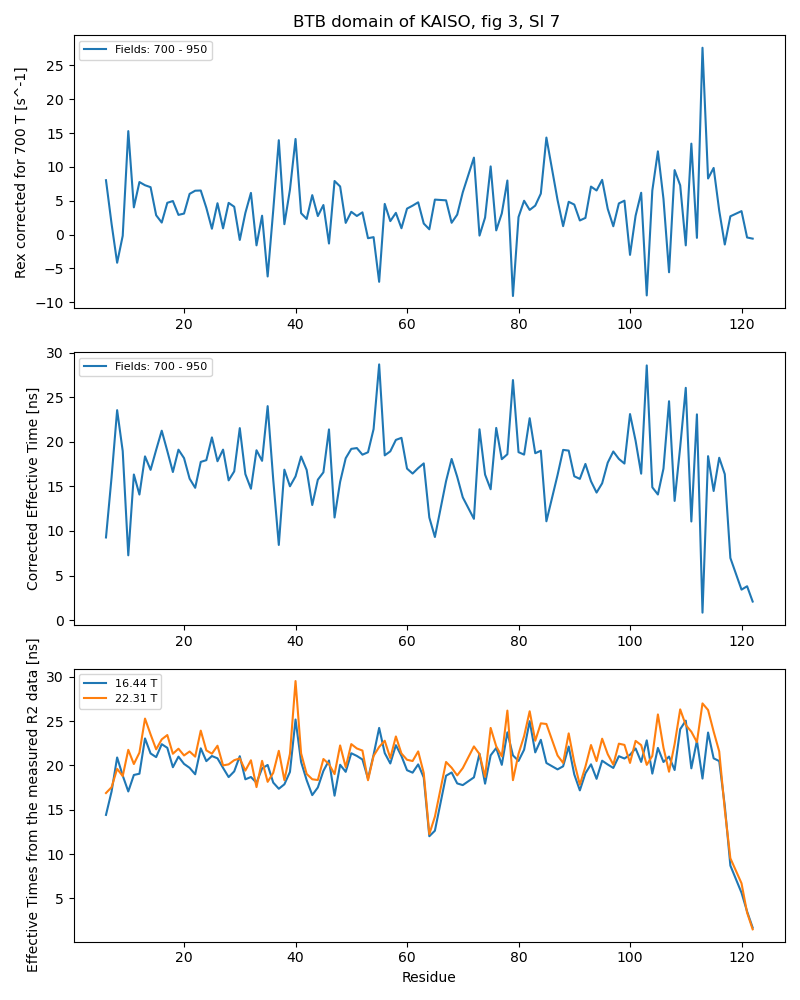 BTB domain of KAISO, fig 3, SI 7
Rex corrected for 700 T [s^-1]
Fields: 700 - 950
25
20
15
10
5
0
−5
−10
20 40 60 80 100 120
Corrected Effective Time [ns]
Fields: 700 - 950
30
25
20
15
10
5
0
20 40 60 80 100 120
Effective Times from the measured R2 data [ns]
16.44 T
22.31 T
30
25
20
15
10
5
20 40 60 80 100 120
Residue